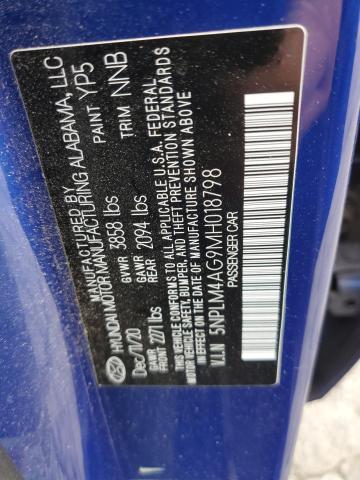 MANUFACTURED BY
HYUNDAI MOTOR MANUFACTURING ALABAMA, LLC
Dec/11/20 PAINT YP5
GVWR 3858 lbs TRIM NNB
GAWR FRONT 2271 lbs GAWR REAR 2094 lbs
THIS VEHICLE CONFORMS TO ALL APPLICABLE U.S.A. FEDERAL
MOTOR VEHICLE SAFETY, BUMPER, AND THEFT PREVENTION STANDARDS
IN EFFECT ON THE DATE OF MANUFACTURE SHOWN ABOVE.
V.I.N 5NPLM4AG9MH018798
PASSENGER CAR